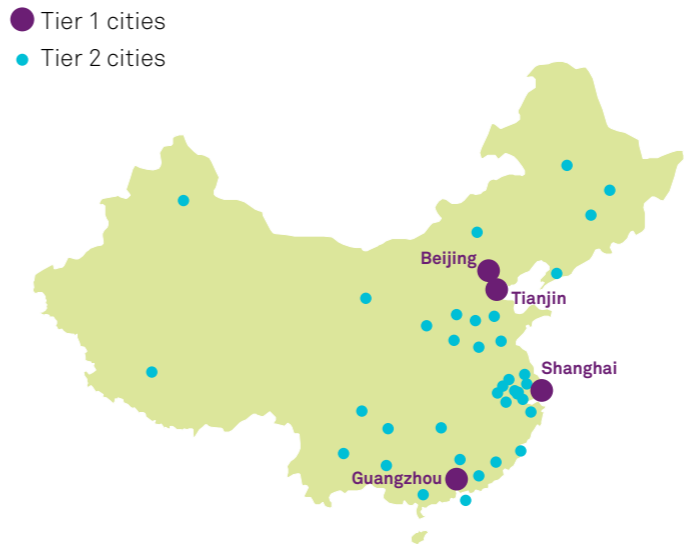 Tier 1 cities
Tier 2 cities
Beijing
Tianjin
Shanghai
Guangzhou